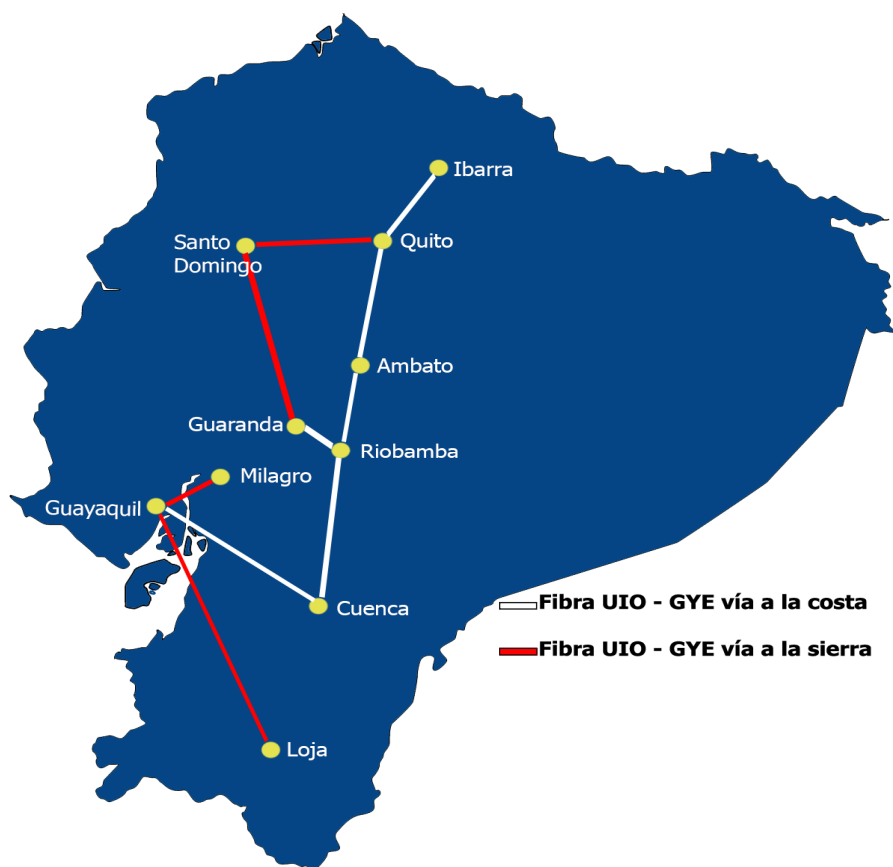 Ibarra
Santo
Domingo
Quito
Ambato
Guaranda
Riobamba
Milagro
Guayaquil
Cuenca
Fibra UIO - GYE vía a la costa
Fibra UIO - GYE vía a la sierra
Loja